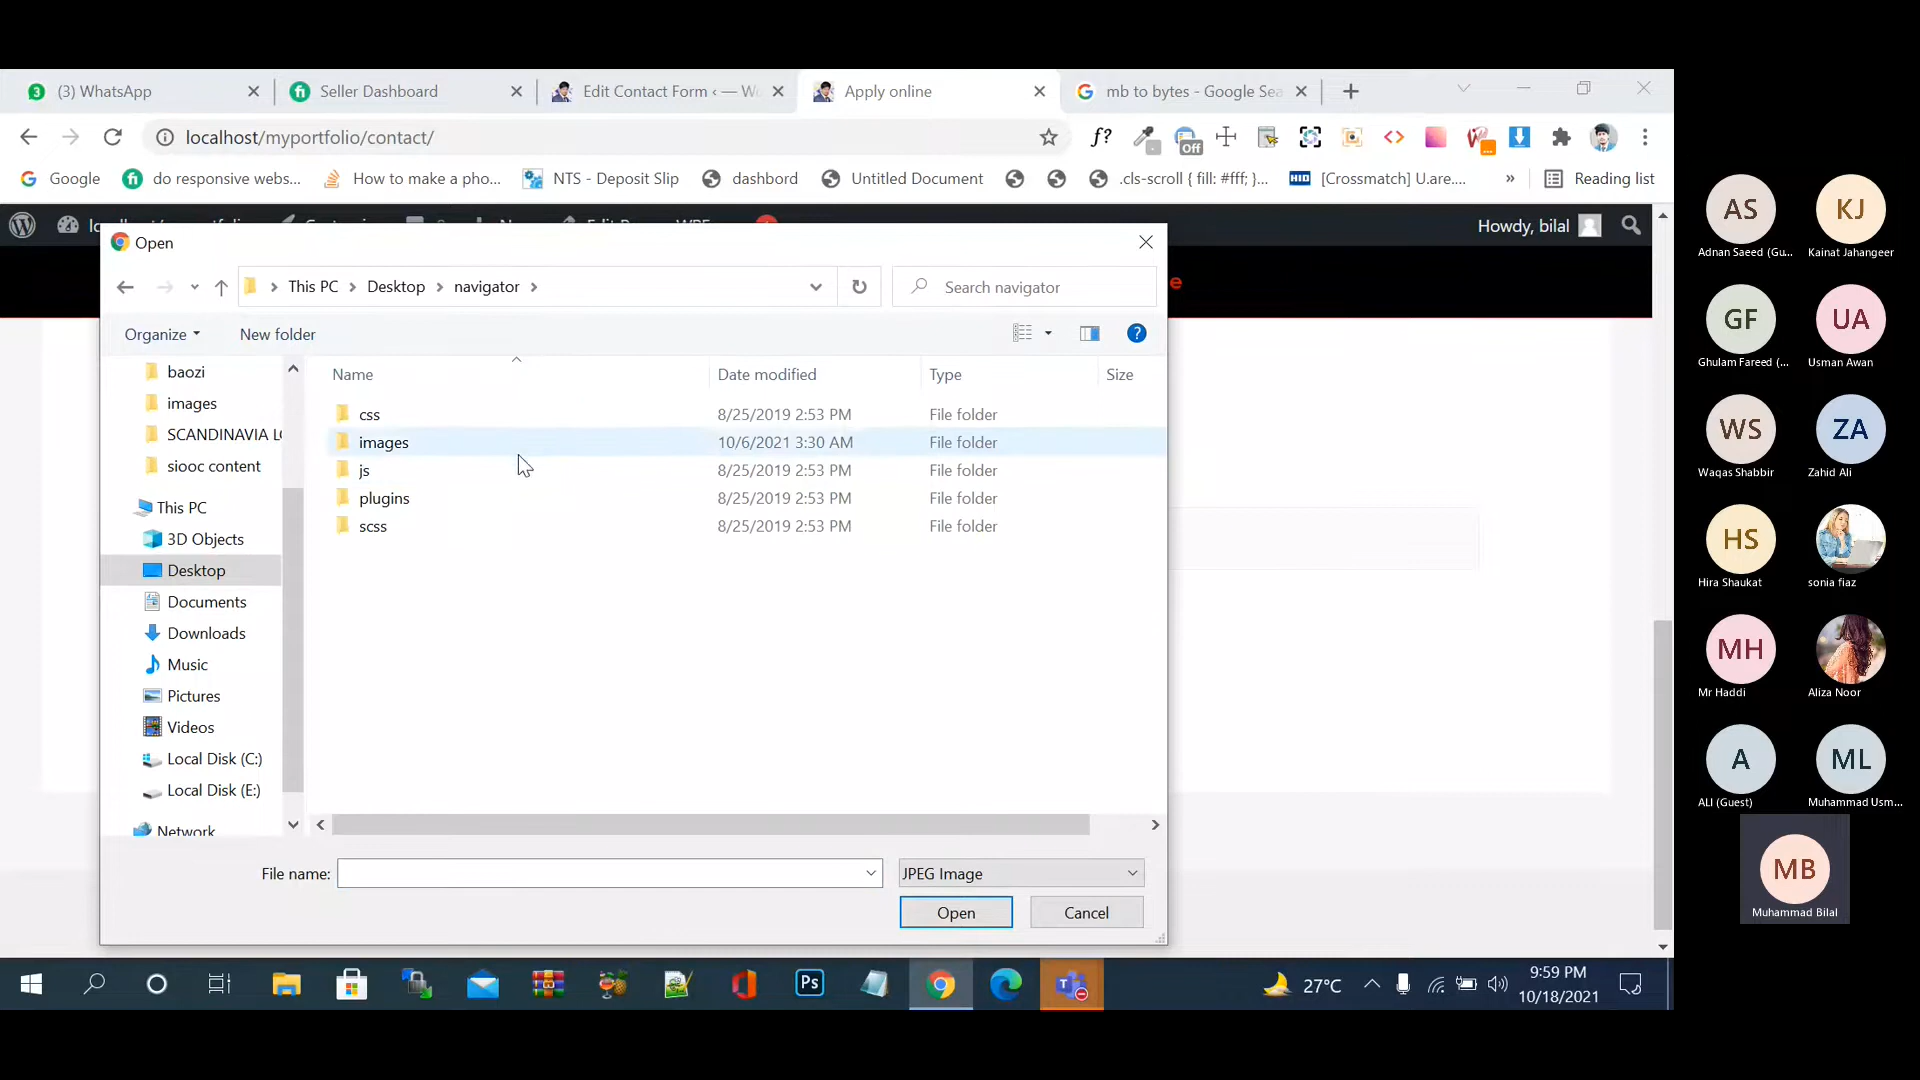 (3) WhatsApp
Seller Dashboard
Edit Contact Form ‹ — Wo
Apply online
mb to bytes - Google Sea
localhost/myportfolio/contact/
f?
Off
Google
do responsive webs...
How to make a pho...
NTS - Deposit Slip
dashbord
Untitled Document
.cls-scroll { fill: #fff; }...
HID
[Crossmatch] U.are....
»
Reading list
Howdy, bilal
Open
This PC
Desktop
navigator
Search navigator
Organize
New folder
baozi
images
SCANDINAVIA L
siooc content
This PC
3D Objects
Desktop
Documents
Downloads
Music
Pictures
Videos
Local Disk (C:)
Local Disk (E:)
Network
Name
Date modified
Type
Size
css 8/25/2019 2:53 PM File folder
images 10/6/2021 3:30 AM File folder
js 8/25/2019 2:53 PM File folder
plugins 8/25/2019 2:53 PM File folder
scss 8/25/2019 2:53 PM File folder
e
File name:
JPEG Image
Open
Cancel
Ps
27°C
9:59 PM
10/18/2021
AS
Adnan Saeed (Gu...
KJ
Kainat Jahangeer
GF
Ghulam Fareed (...
UA
Usman Awan
WS
Waqas Shabbir
ZA
Zahid Ali
HS
Hira Shaukat
sonia fiaz
MH
Mr Haddi
Aliza Noor
A
ALI (Guest)
ML
Muhammad Usm...
MB
Muhammad Bilal